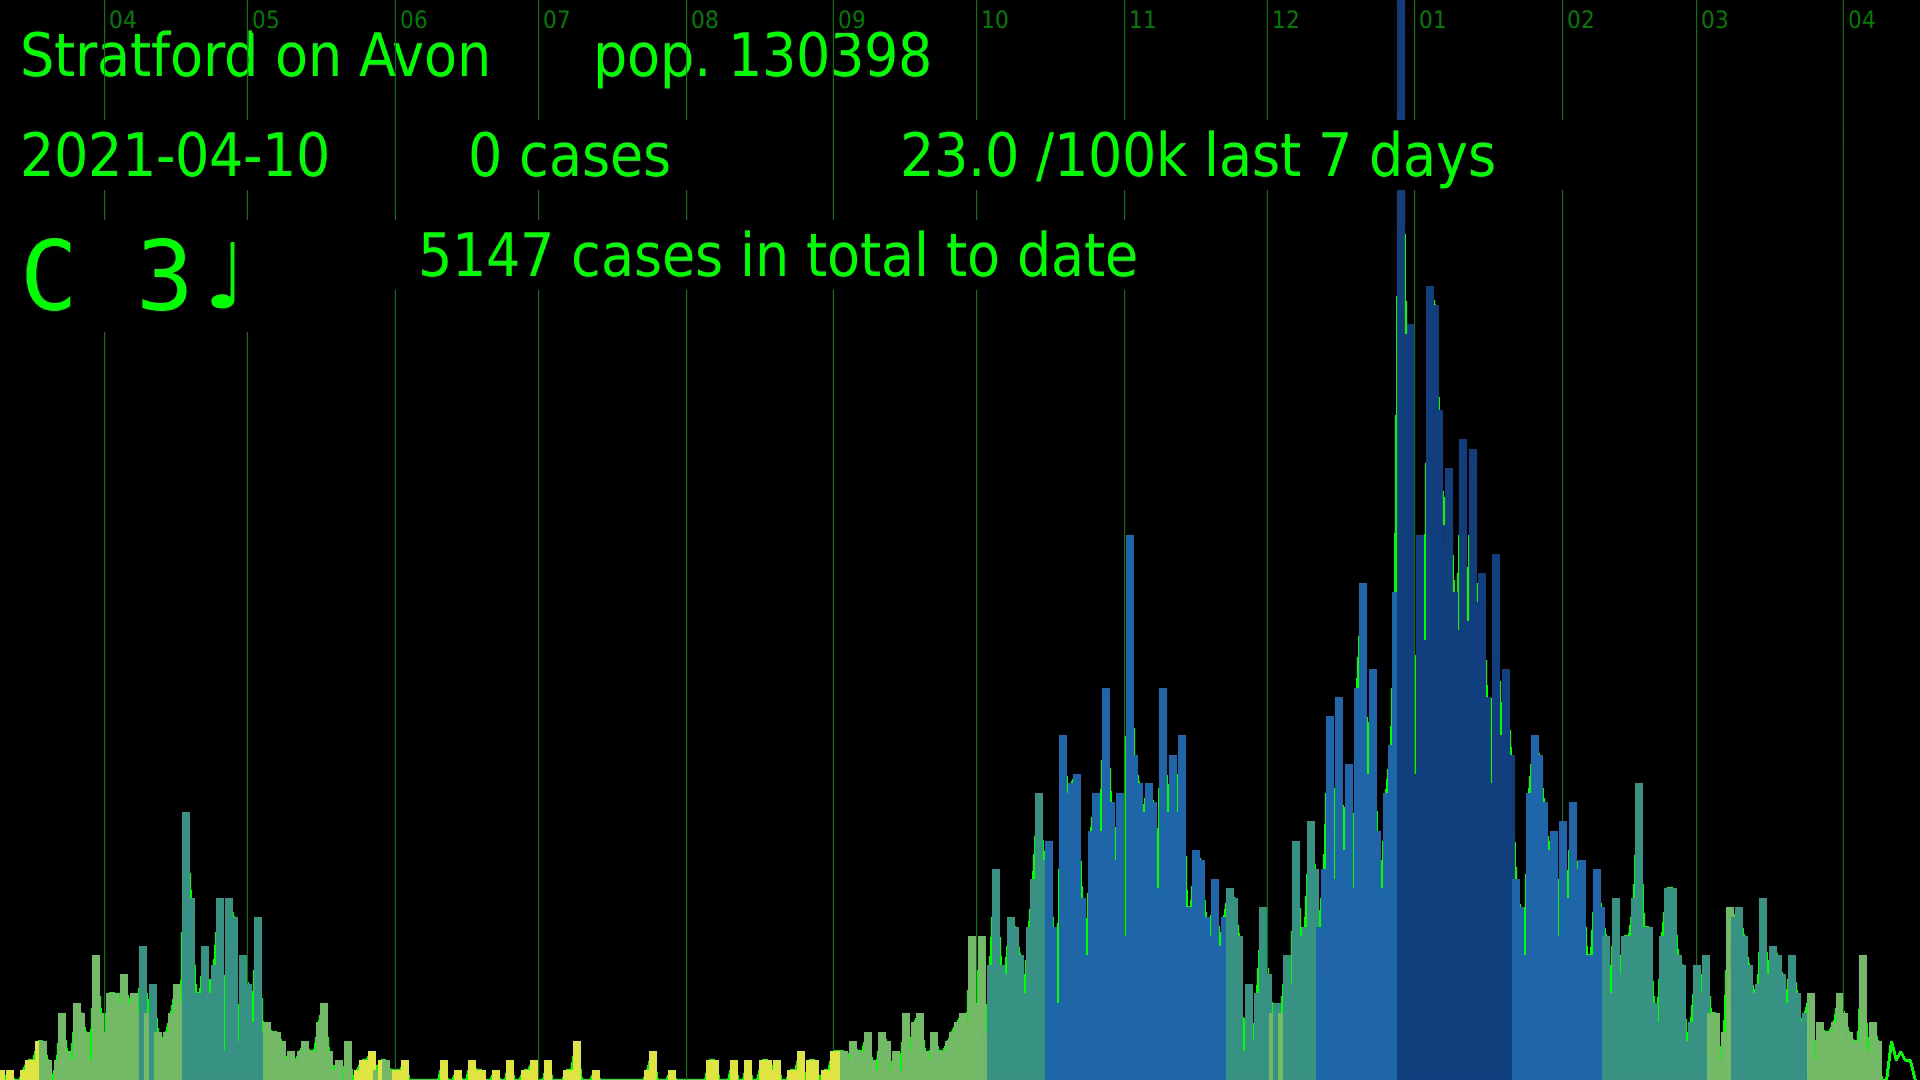 04 05 06 07 08 09 10 11 12 01 02 03 04
Stratford on Avon pop. 130398
2021-04-10 0 cases 23.0 /100k last 7 days
C 3♩ 5147 cases in total to date